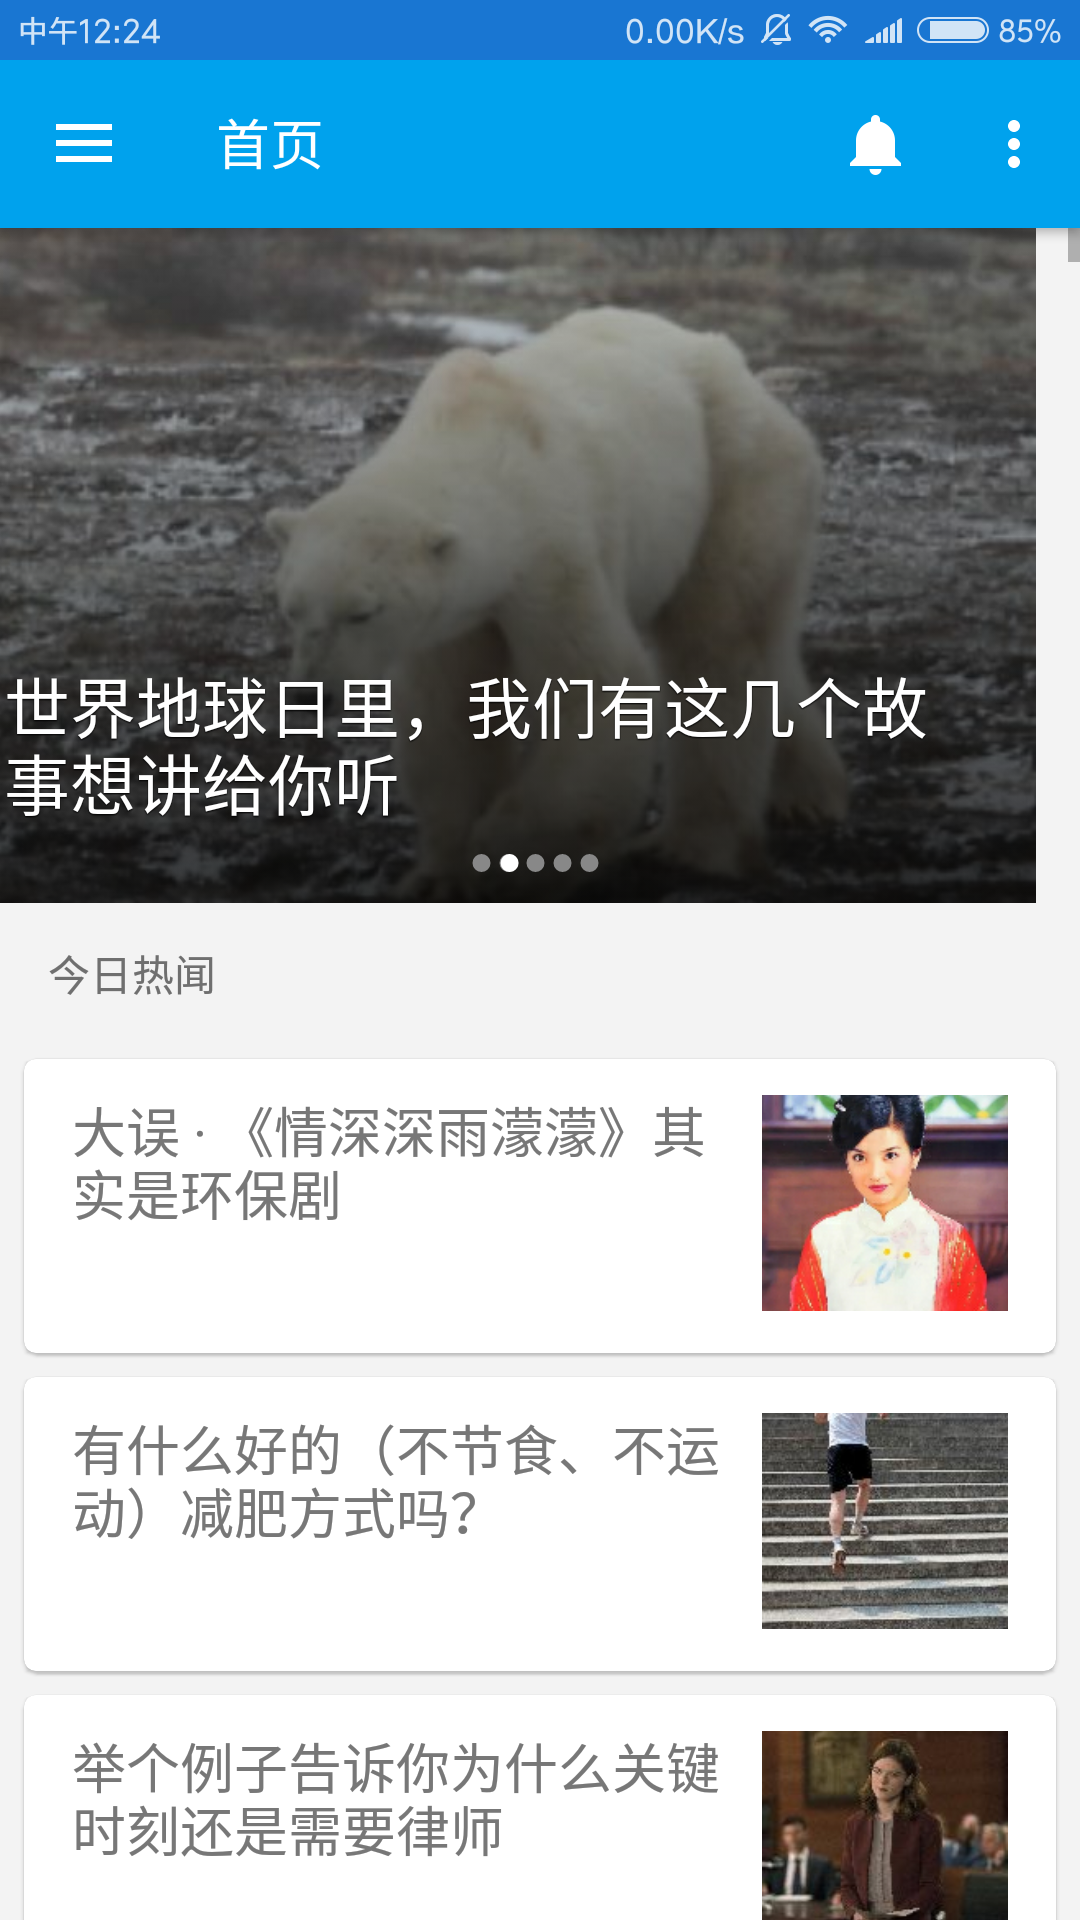 中午12:24 0.00K/s 85%
首页
世界地球日里，我们有这几个故
事想讲给你听
今日热闻
大误 · 《情深深雨濛濛》其
实是环保剧
有什么好的（不节食、不运
动）减肥方式吗？
举个例子告诉你为什么关键
时刻还是需要律师